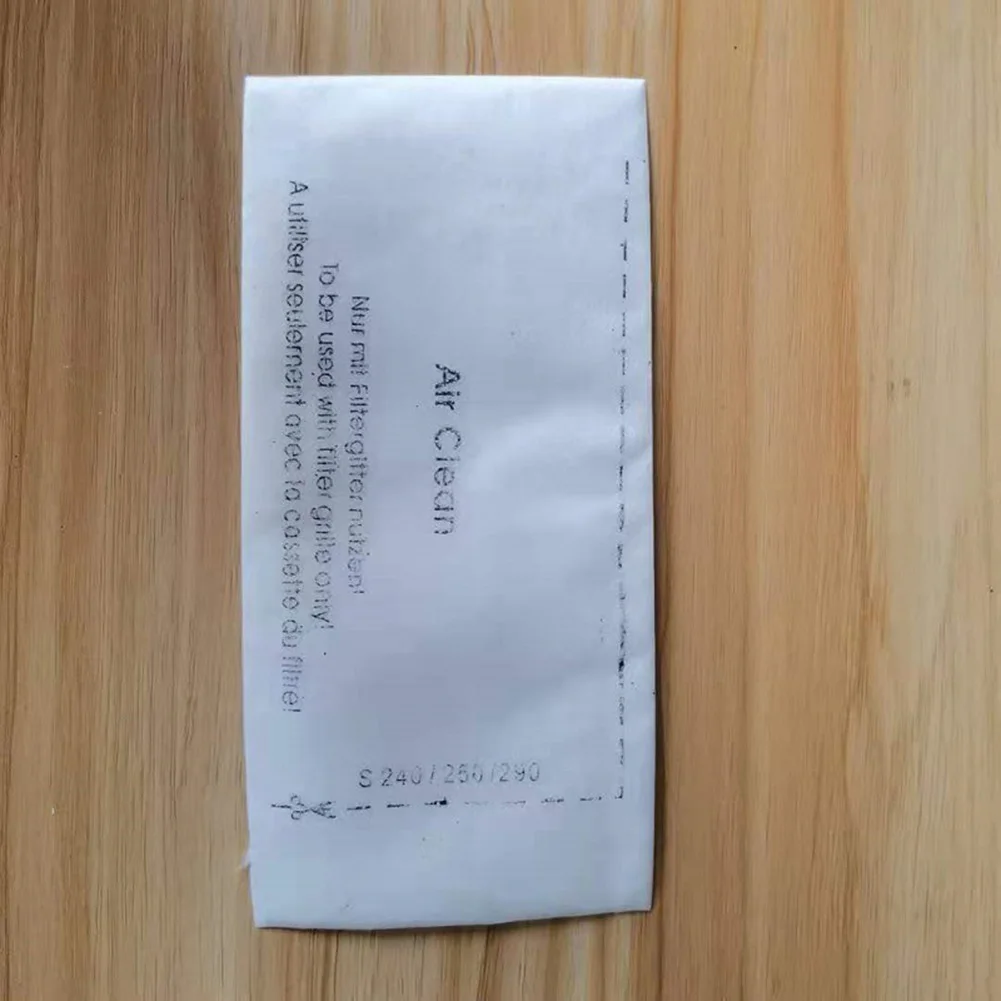 Air Clean
Nur mit Filtergitter nutzen!
To be used with filter grille only!
A utiliser seulement avec la cassette du filtre!
S 240 / 250 / 290